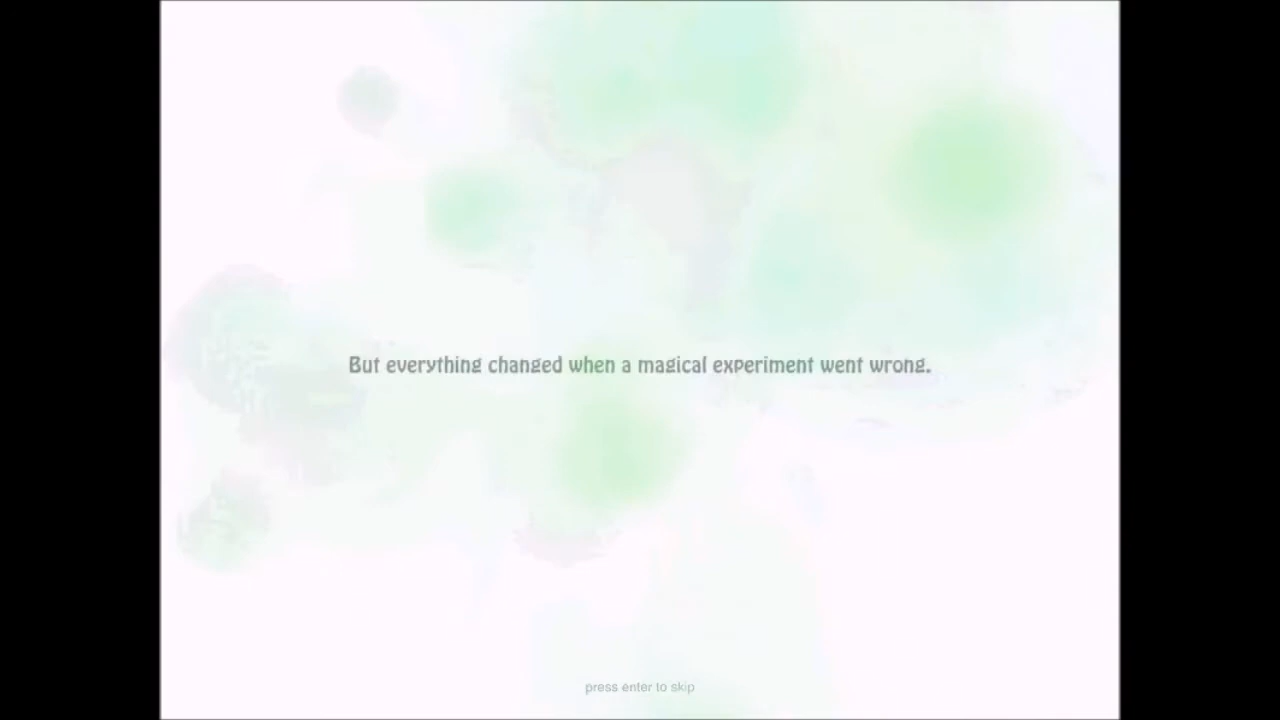 But everything changed when a magical experiment went wrong.
press enter to skip